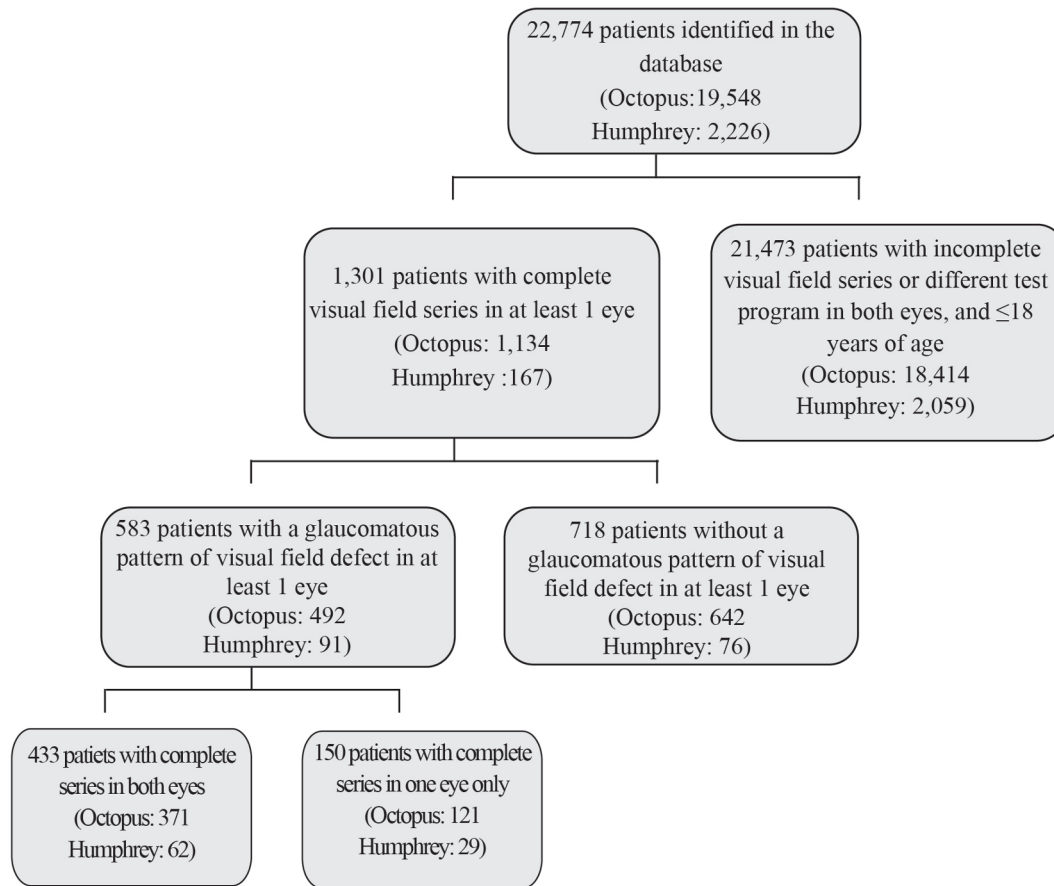 22,774 patients identified in the
database
(Octopus:19,548
Humphrey: 2,226)
1,301 patients with complete
visual field series in at least 1 eye
(Octopus: 1,134
Humphrey :167)
21,473 patients with incomplete
visual field series or different test
program in both eyes, and ≤18
years of age
(Octopus: 18,414
Humphrey: 2,059)
583 patients with a glaucomatous
pattern of visual field defect in at
least 1 eye
(Octopus: 492
Humphrey: 91)
718 patients without a
glaucomatous pattern of visual
field defect in at least 1 eye
(Octopus: 642
Humphrey: 76)
433 patiets with complete
series in both eyes
(Octopus: 371
Humphrey: 62)
150 patients with complete
series in one eye only
(Octopus: 121
Humphrey: 29)